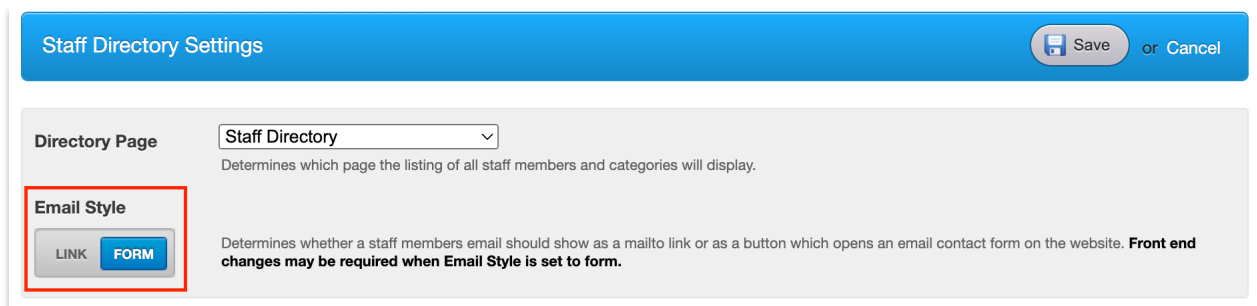 Staff Directory Settings
Save or Cancel
Directory Page
Staff Directory
Determines which page the listing of all staff members and categories will display.
Email Style
LINK FORM
Determines whether a staff members email should show as a mailto link or as a button which opens an email contact form on the website. Front end
changes may be required when Email Style is set to form.